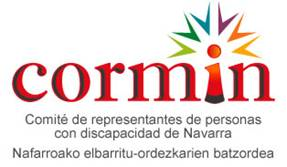 cormin
Comité de representantes de personas
con discapacidad de Navarra
Nafarroako elbarritu-ordezkarien batzordea